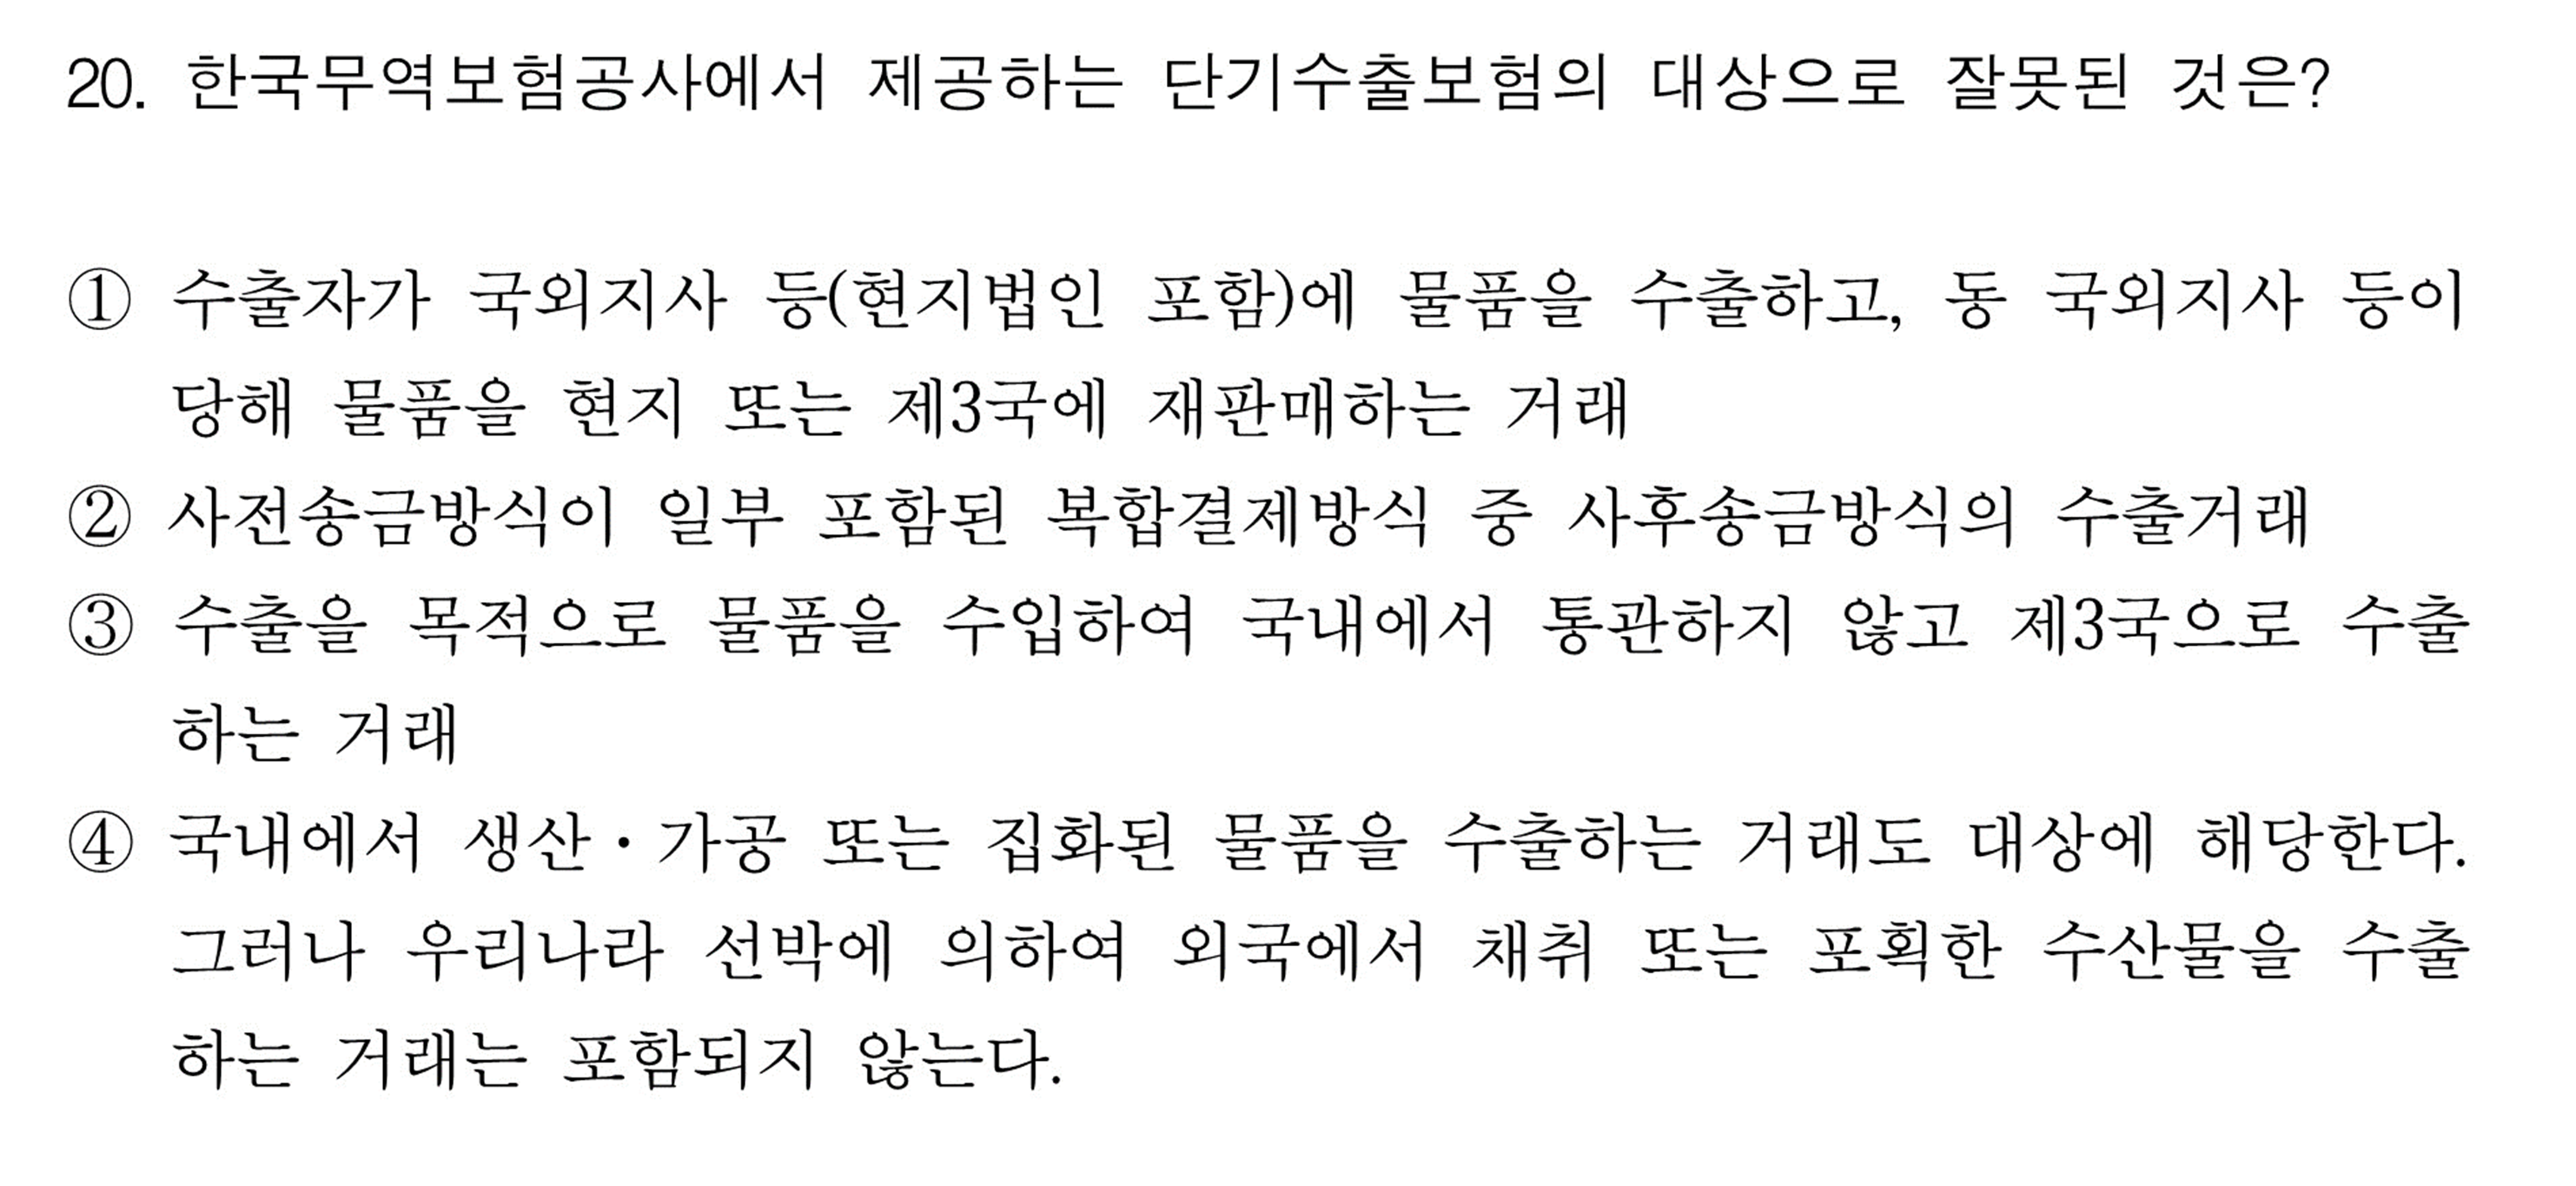 20. 한국무역보험공사에서 제공하는 단기수출보험의 대상으로 잘못된 것은?
① 수출자가 국외지사 등(현지법인 포함)에 물품을 수출하고, 동 국외지사 등이
당해 물품을 현지 또는 제3국에 재판매하는 거래
② 사전송금방식이 일부 포함된 복합결제방식 중 사후송금방식의 수출거래
③ 수출을 목적으로 물품을 수입하여 국내에서 통관하지 않고 제3국으로 수출
하는 거래
④ 국내에서 생산·가공 또는 집화된 물품을 수출하는 거래도 대상에 해당한다.
그러나 우리나라 선박에 의하여 외국에서 채취 또는 포획한 수산물을 수출
하는 거래는 포함되지 않는다.